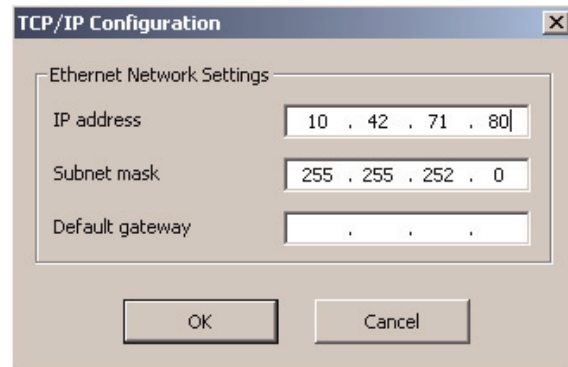 TCP/IP Configuration
Ethernet Network Settings
IP address 10 . 42 . 71 . 80
Subnet mask 255 . 255 . 252 . 0
Default gateway . . .
OK Cancel